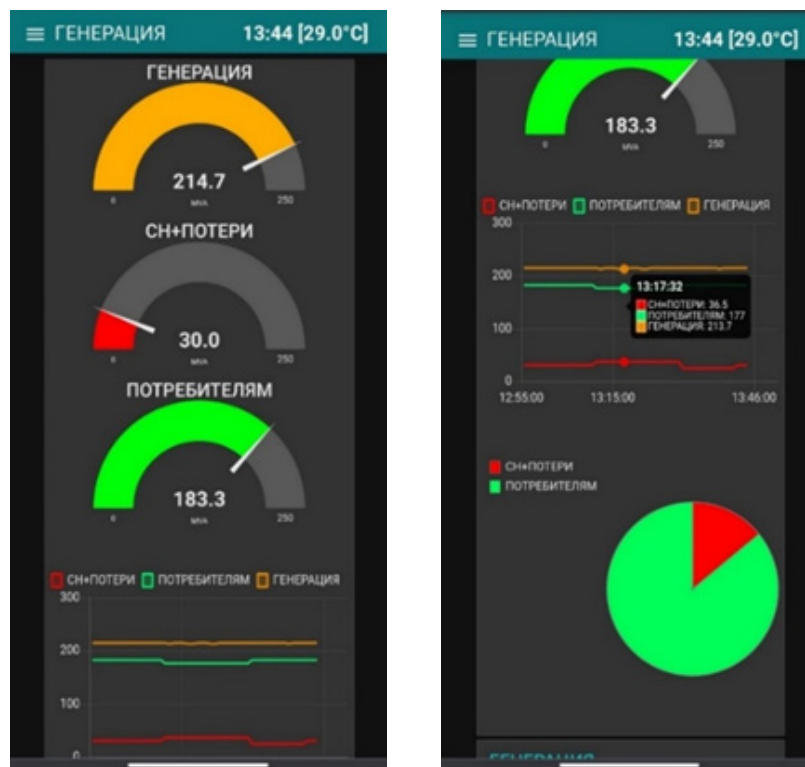 ≡ ГЕНЕРАЦИЯ 13:44 [29.0°C]
ГЕНЕРАЦИЯ
214.7
MVA
0 250
СН+ПОТЕРИ
30.0
MVA
0 250
ПОТРЕБИТЕЛЯМ
183.3
MVA
0 250
СН+ПОТЕРИ ПОТРЕБИТЕЛЯМ ГЕНЕРАЦИЯ
300
200
100
0
≡ ГЕНЕРАЦИЯ 13:44 [29.0°C]
183.3
MVA
0 250
СН+ПОТЕРИ ПОТРЕБИТЕЛЯМ ГЕНЕРАЦИЯ
300
200
13:17:32
СН+ПОТЕРИ: 36.5
ПОТРЕБИТЕЛЯМ: 177
ГЕНЕРАЦИЯ: 213.7
100
0
12:55:00 13:15:00 13:46:00
СН+ПОТЕРИ
ПОТРЕБИТЕЛЯМ
ГЕНЕРАЦИЯ